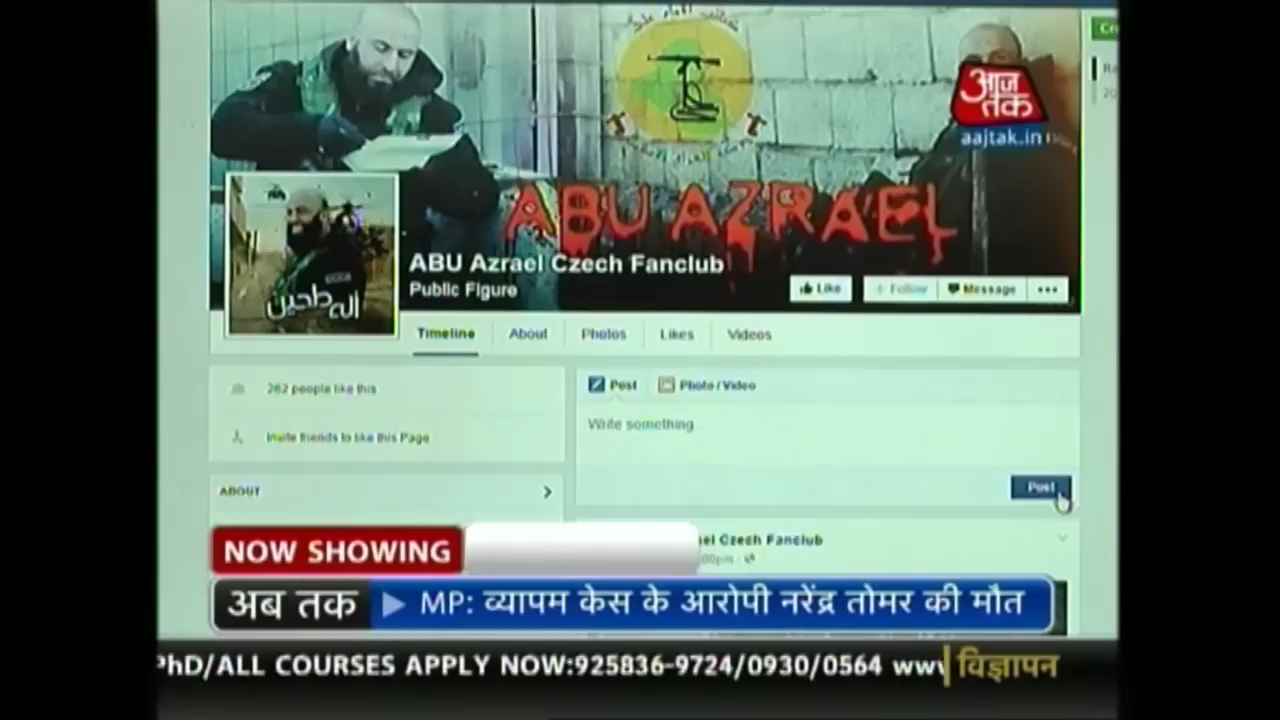 आज
तक
aajtak.in
ABU AZRAEL
ABU Azrael Czech Fanclub
Public Figure
Like
Follow
Message
Timeline
About
Photos
Likes
Videos
262 people like this
Invite friends to like this Page
Post
Photo / Video
Write something
ABOUT
Post
Czech Fanclub
NOW SHOWING
अब तक
MP: व्यापम केस के आरोपी नरेंद्र तोमर की मौत
PhD/ALL COURSES APPLY NOW:925836-9724/0930/0564 www
विज्ञापन